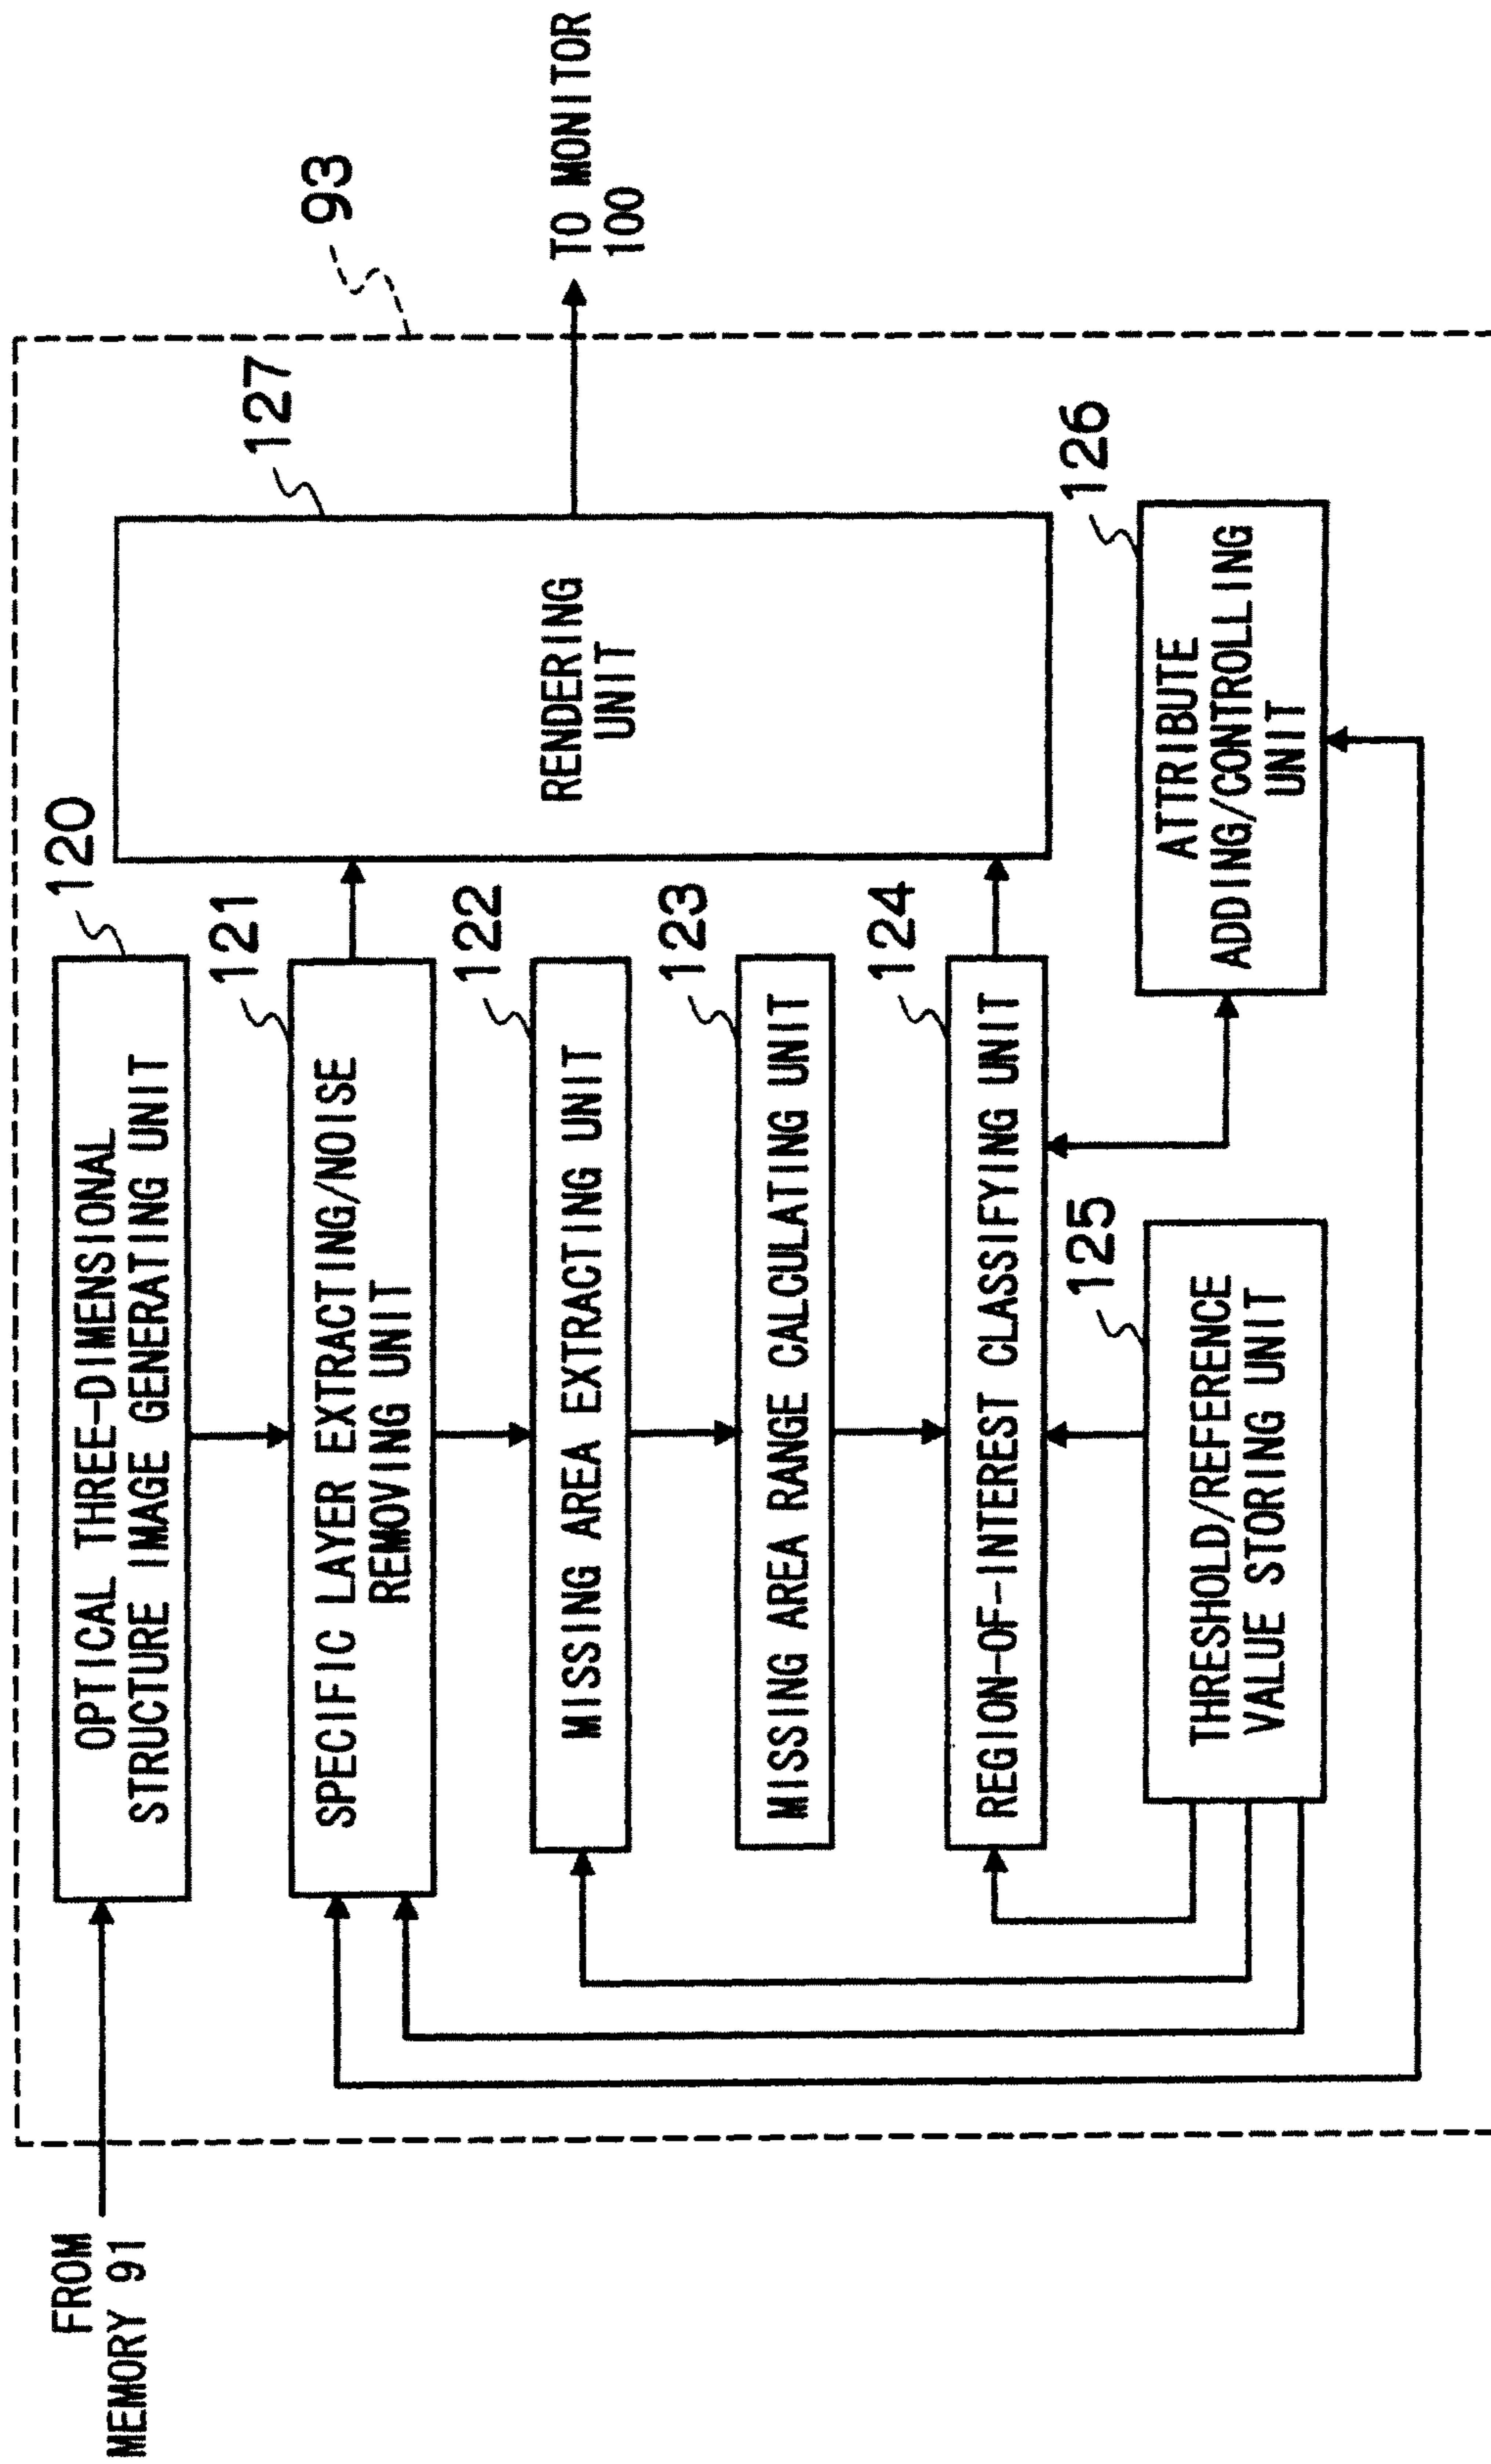 93
FROM
MEMORY 91
120
OPTICAL THREE-DIMENSIONAL
STRUCTURE IMAGE GENERATING UNIT
121
SPECIFIC LAYER EXTRACTING/NOISE
REMOVING UNIT
122
MISSING AREA EXTRACTING UNIT
123
MISSING AREA RANGE CALCULATING UNIT
124
REGION-OF-INTEREST CLASSIFYING UNIT
125
THRESHOLD/REFERENCE
VALUE STORING UNIT
126
ATTRIBUTE
ADDING/CONTROLLING
UNIT
127
RENDERING
UNIT
TO MONITOR
100